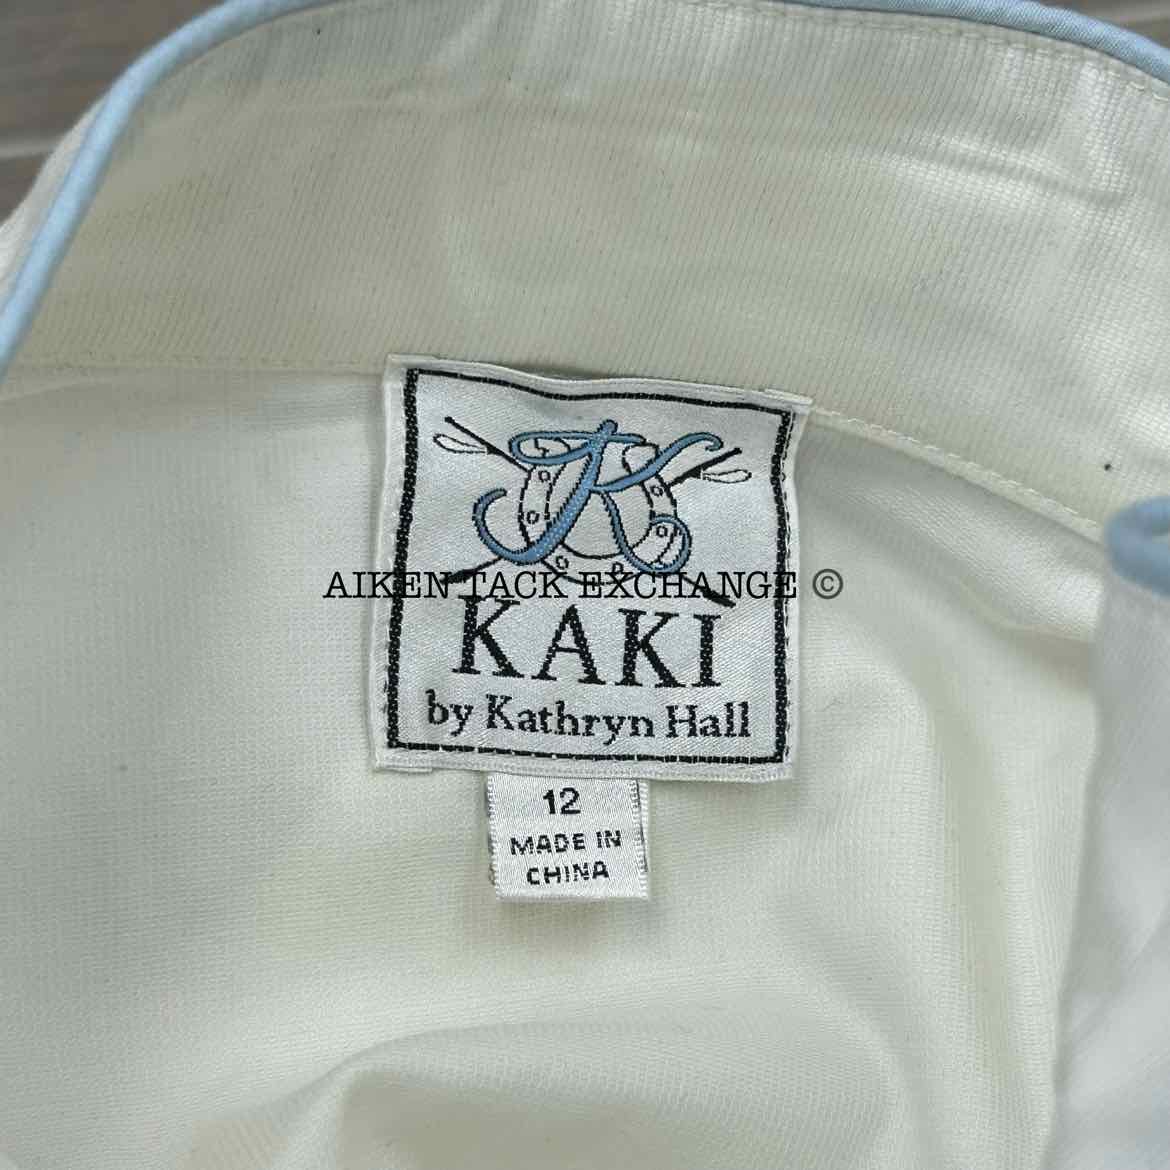 K
AIKEN TACK EXCHANGE ©
KAKI
by Kathryn Hall
12
MADE IN
CHINA